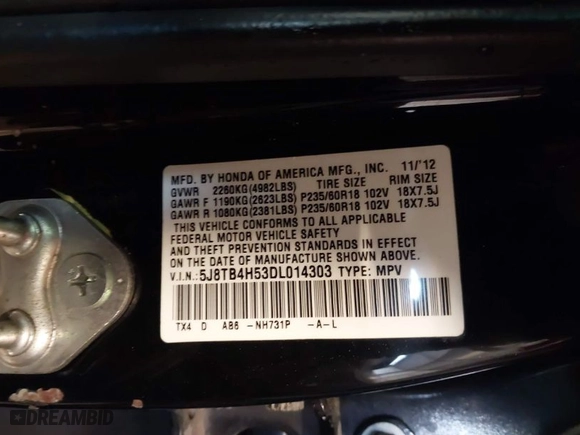 MFD. BY HONDA OF AMERICA MFG., INC. 11/'12
GVWR 2260KG(4982LBS) TIRE SIZE RIM SIZE
GAWR F 1190KG(2623LBS) P235/60R18 102V 18X7.5J
GAWR R 1080KG(2381LBS) P235/60R18 102V 18X7.5J
THIS VEHICLE CONFORMS TO ALL APPLICABLE
FEDERAL MOTOR VEHICLE SAFETY
AND THEFT PREVENTION STANDARDS IN EFFECT
ON THE DATE OF MANUFACTURE SHOWN ABOVE.
V.I.N.: 5J8TB4H53DL014303 TYPE: MPV
TX4 D A86 -NH731P -A-L
DREAMBID